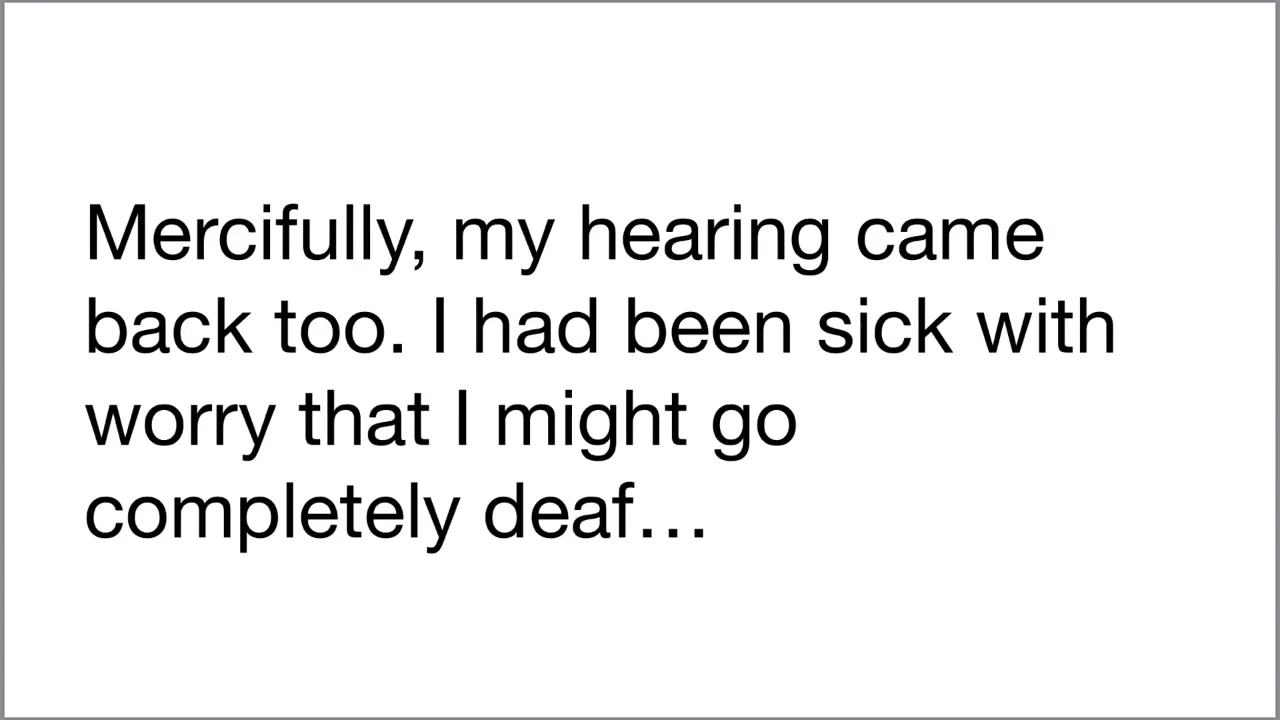 Mercifully, my hearing came
back too. I had been sick with
worry that I might go
completely deaf…